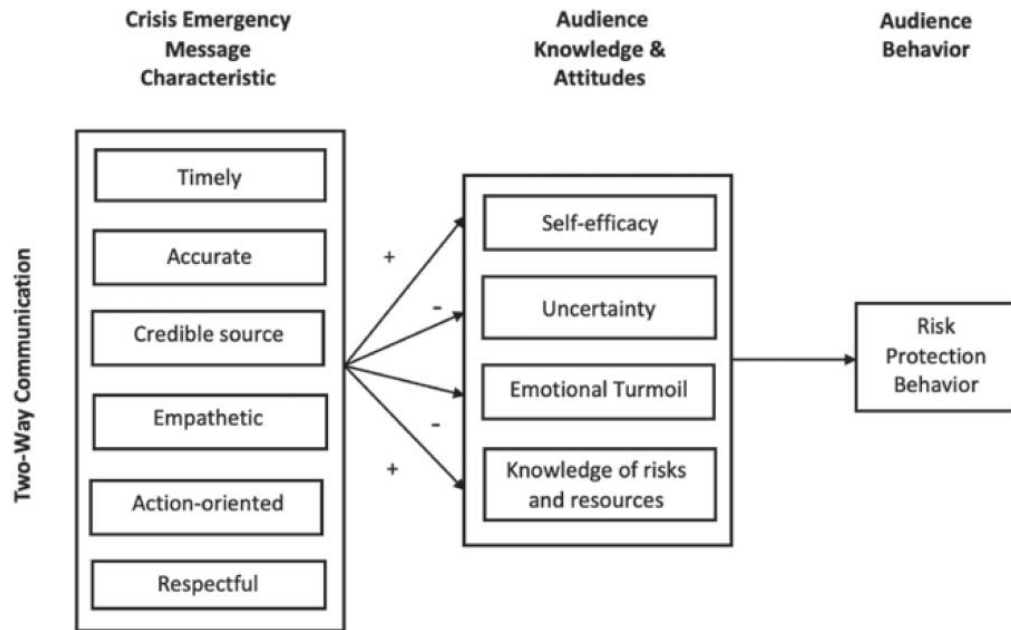 Crisis Emergency
Message
Characteristic
Audience
Knowledge &
Attitudes
Audience
Behavior
Two-Way Communication
Timely
Accurate
Credible source
Empathetic
Action-oriented
Respectful
+
-
-
+
Self-efficacy
Uncertainty
Emotional Turmoil
Knowledge of risks
and resources
Risk
Protection
Behavior